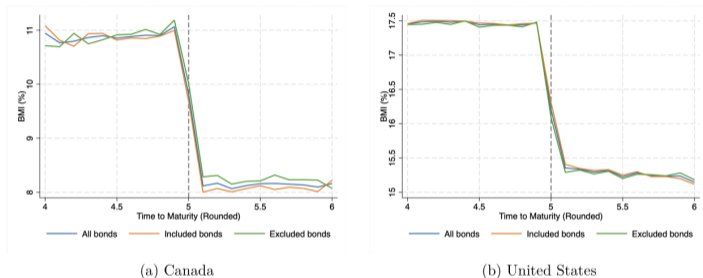 11
10
9
8
BMI (%)
4
4.5
5
5.5
6
Time to Maturity (Rounded)
All bonds
Included bonds
Excluded bonds
(a) Canada
17.5
17
16.5
16
15.5
15
BMI (%)
4
4.5
5
5.5
6
Time to Maturity (Rounded)
All bonds
Included bonds
Excluded bonds
(b) United States